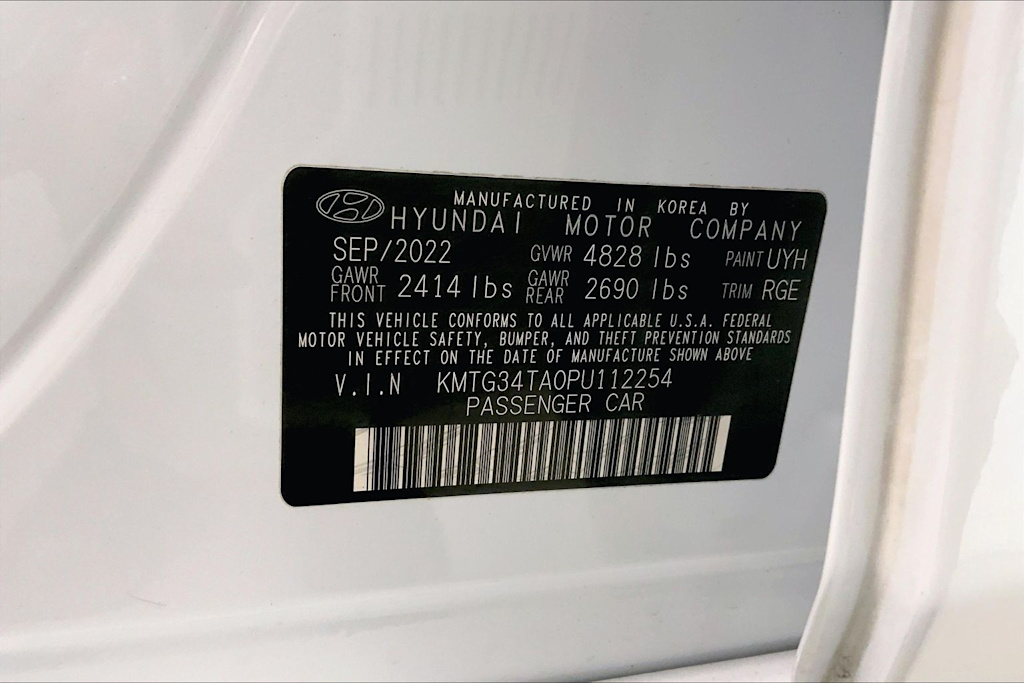 MANUFACTURED IN KOREA BY
HYUNDAI MOTOR COMPANY
SEP/2022 GVWR 4828 lbs PAINT UYH
GAWR FRONT 2414 lbs GAWR REAR 2690 lbs TRIM RGE
THIS VEHICLE CONFORMS TO ALL APPLICABLE U.S.A. FEDERAL
MOTOR VEHICLE SAFETY, BUMPER, AND THEFT PREVENTION STANDARDS
IN EFFECT ON THE DATE OF MANUFACTURE SHOWN ABOVE
V.I.N KMTG34TA0PU112254
PASSENGER CAR